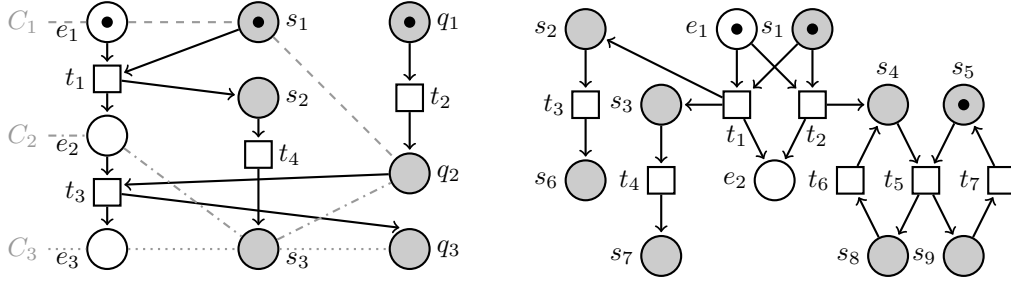 C₁ e₁ s₁ q₁
t₁ s₂ t₂
C₂ e₂ t₄
t₃ q₂
C₃ e₃ s₃ q₃
s₂ e₁ s₁
t₃ s₃ s₄ s₅
t₁ t₂
s₆ t₄ e₂ t₆ t₅ t₇
s₇ s₈ s₉